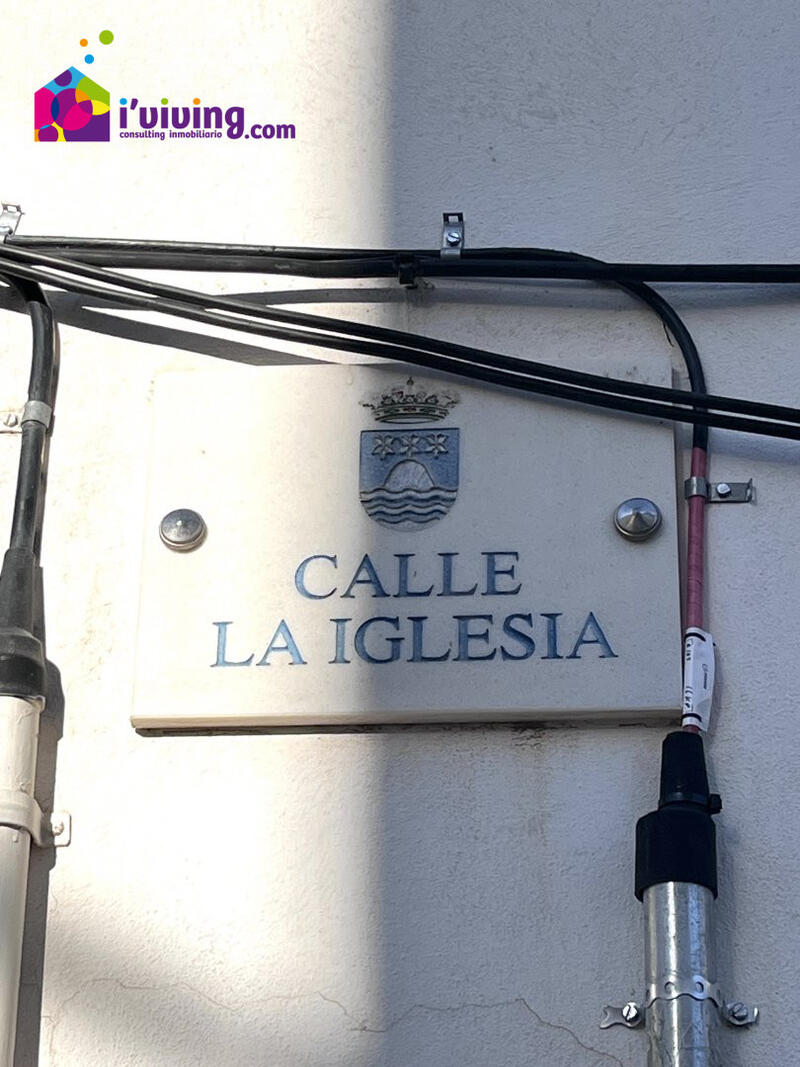 i'viving.com
consulting inmobiliario
CALLE
LA IGLESIA